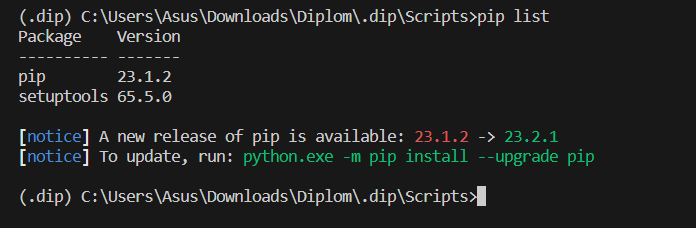 (.dip) C:\Users\Asus\Downloads\Diplom\.dip\Scripts>pip list
Package    Version
---------- -------
pip        23.1.2
setuptools 65.5.0
[notice] A new release of pip is available: 23.1.2 -> 23.2.1
[notice] To update, run: python.exe -m pip install --upgrade pip
(.dip) C:\Users\Asus\Downloads\Diplom\.dip\Scripts>